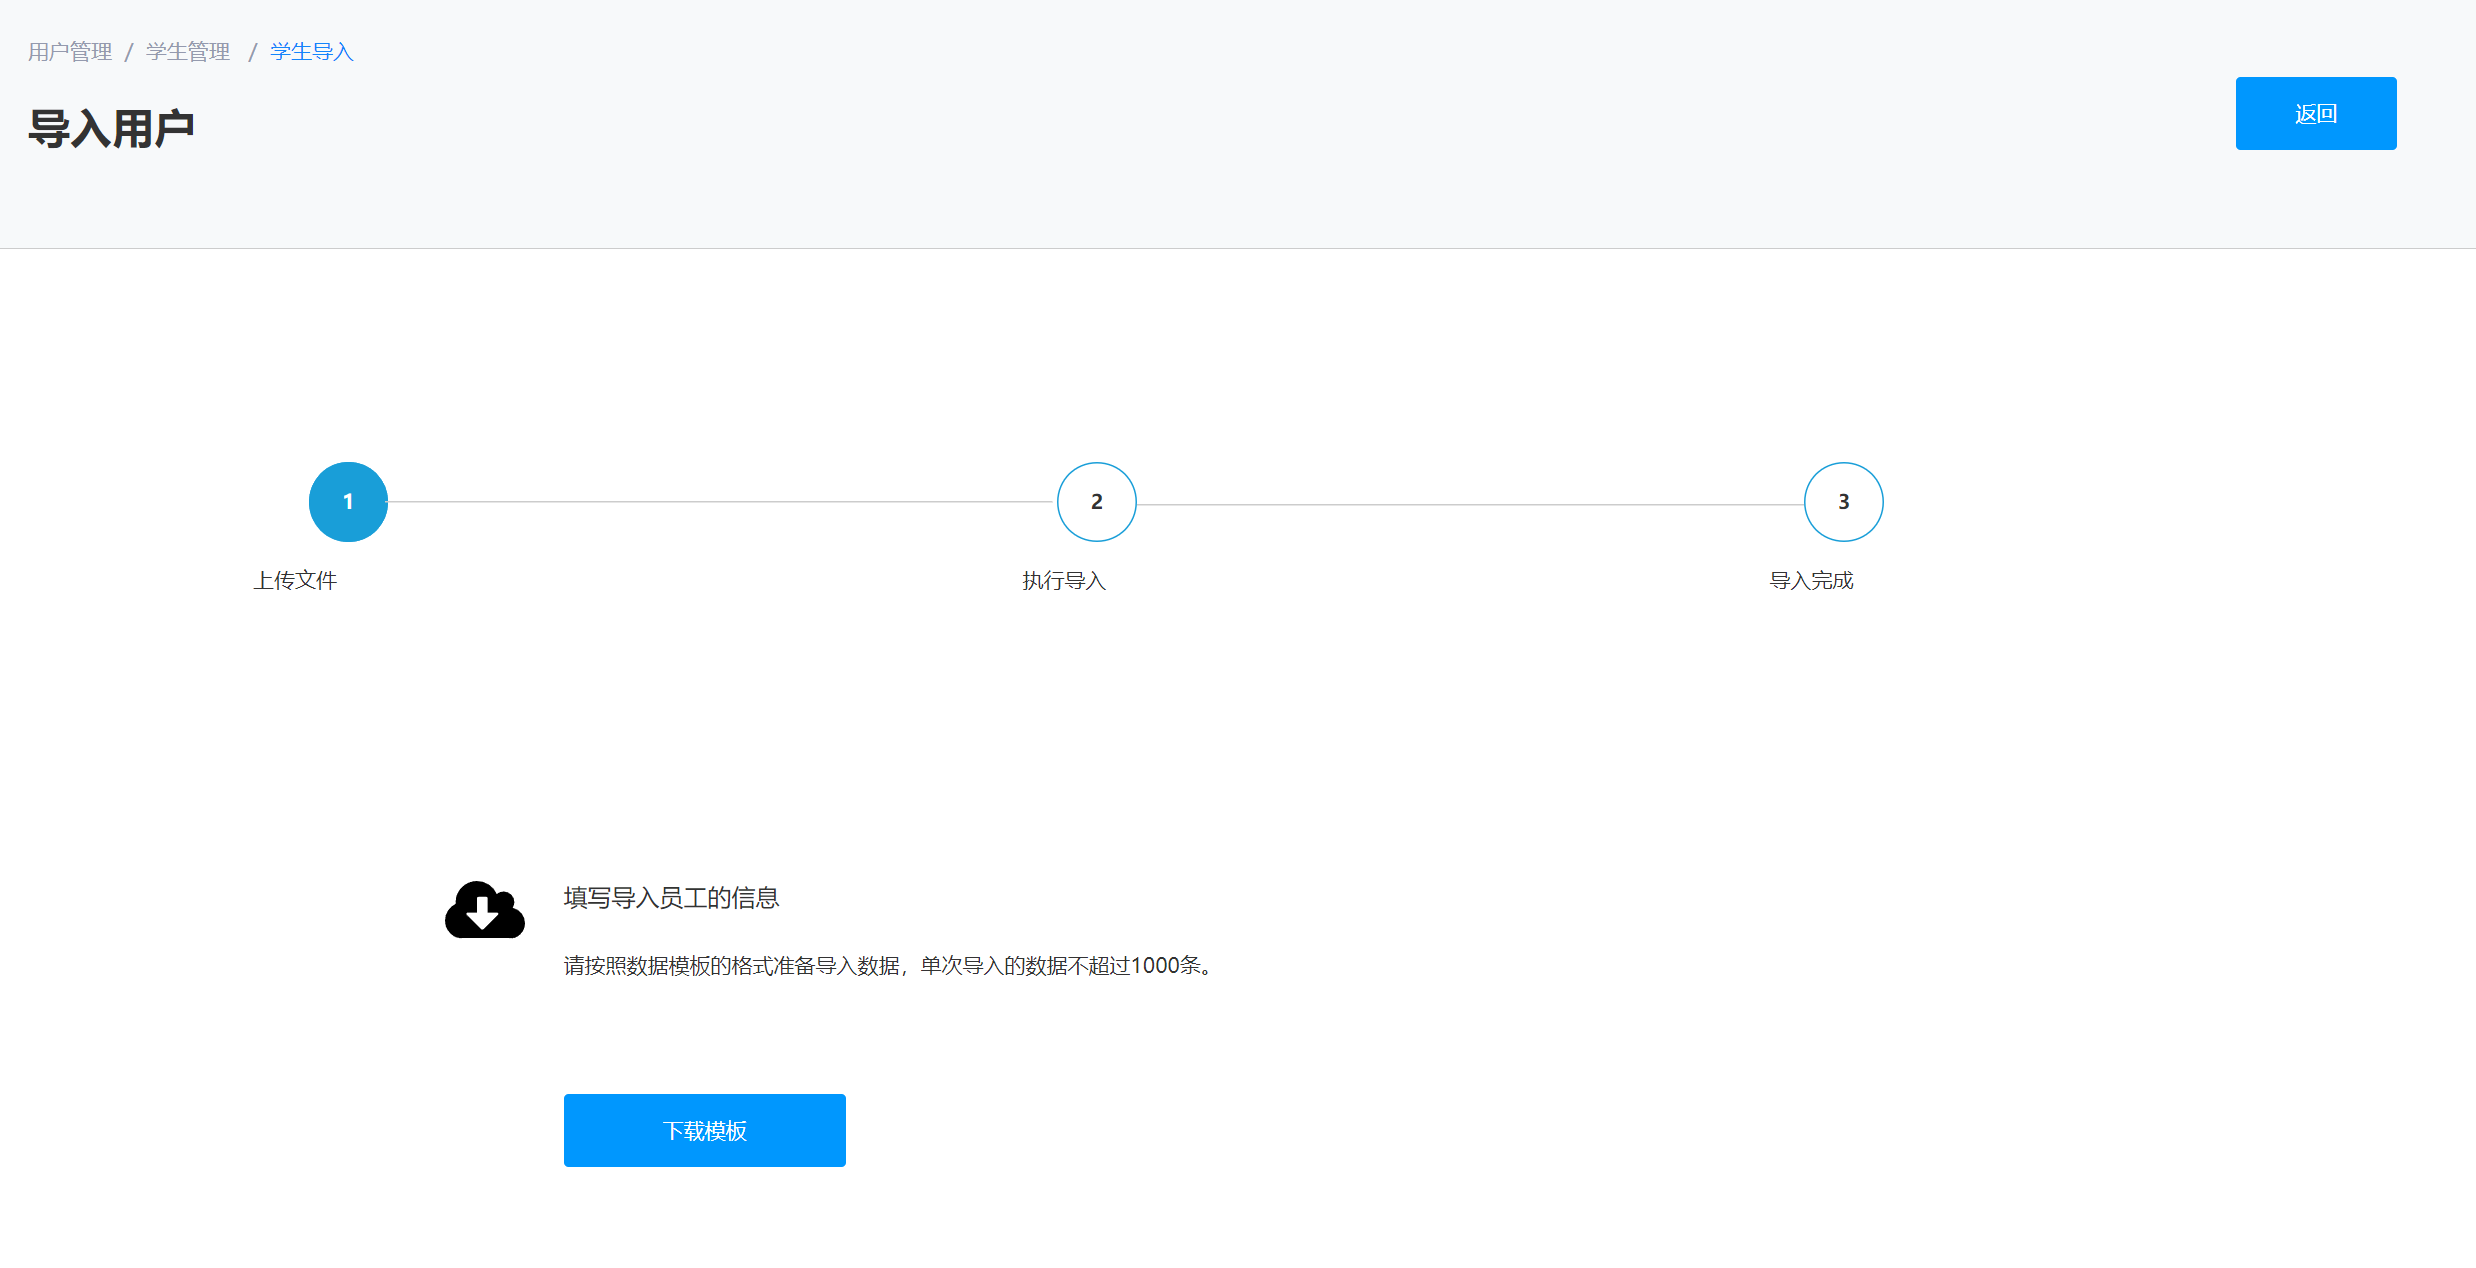 用户管理 / 学生管理 / 学生导入
导入用户
返回
1
2
3
上传文件
执行导入
导入完成
填写导入员工的信息
请按照数据模板的格式准备导入数据，单次导入的数据不超过1000条。
下载模板